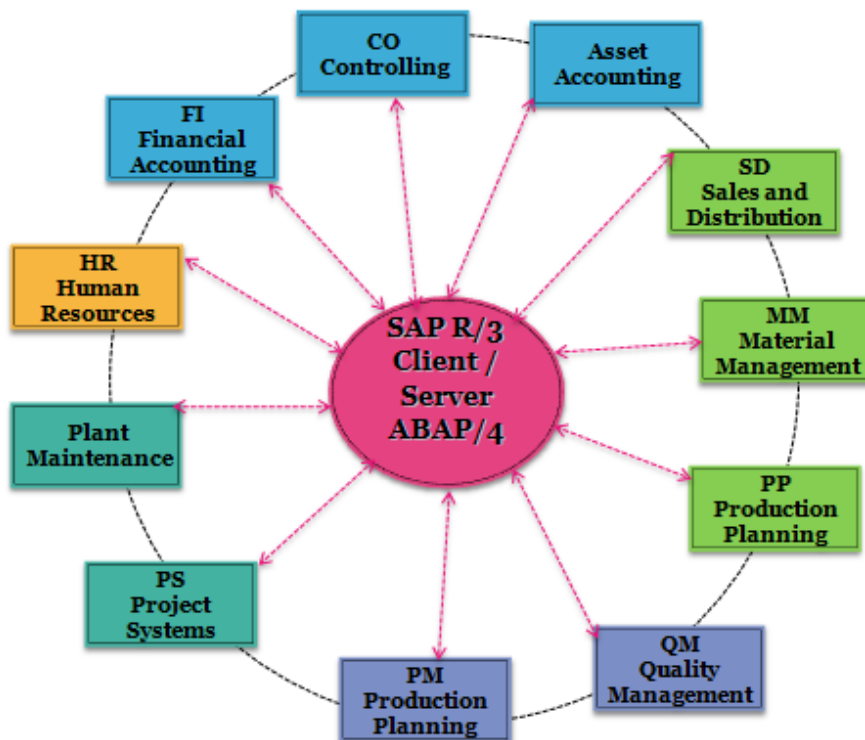 CO
Controlling
Asset
Accounting
FI
Financial
Accounting
SD
Sales and
Distribution
HR
Human
Resources
SAP R/3
Client /
Server
ABAP/4
MM
Material
Management
Plant
Maintenance
PP
Production
Planning
PS
Project
Systems
QM
Quality
Management
PM
Production
Planning